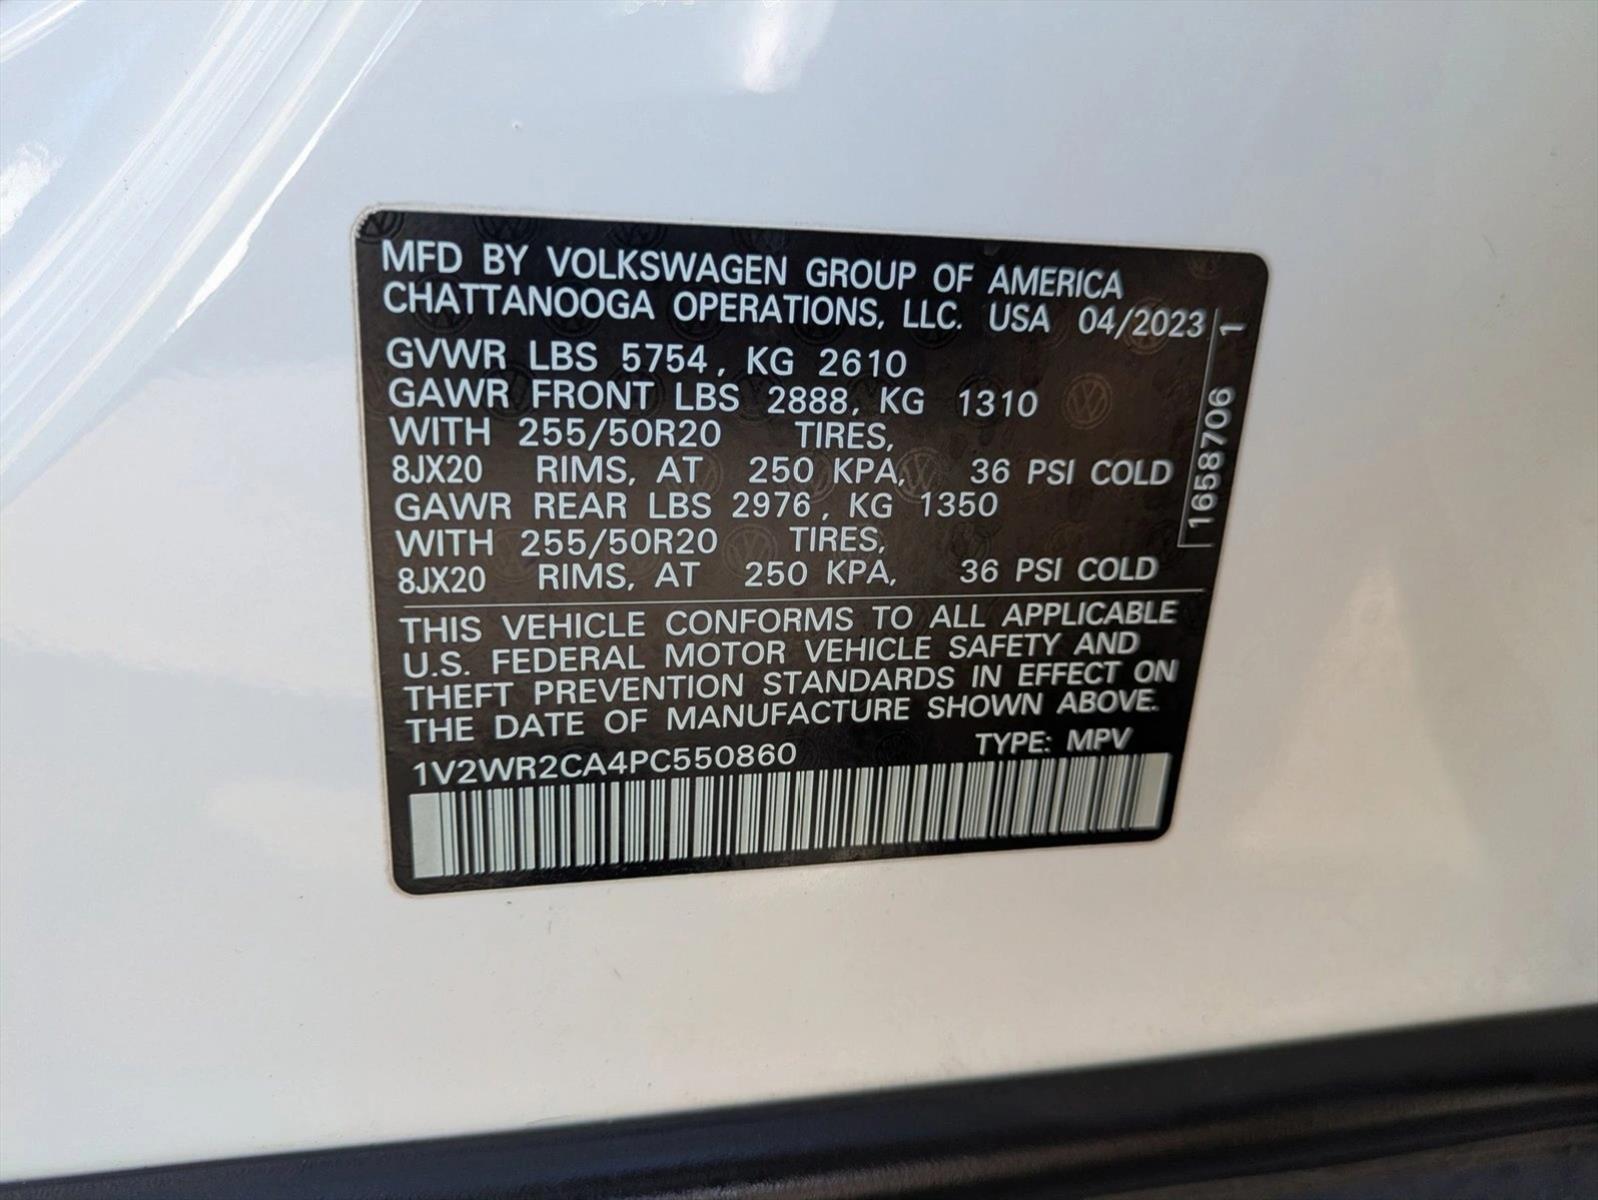 MFD BY VOLKSWAGEN GROUP OF AMERICA
CHATTANOOGA OPERATIONS, LLC. USA 04/2023
GVWR LBS 5754, KG 2610
GAWR FRONT LBS 2888, KG 1310
WITH 255/50R20 TIRES,
8JX20 RIMS, AT 250 KPA, 36 PSI COLD
GAWR REAR LBS 2976, KG 1350
WITH 255/50R20 TIRES,
8JX20 RIMS, AT 250 KPA, 36 PSI COLD
1658706 1
THIS VEHICLE CONFORMS TO ALL APPLICABLE
U.S. FEDERAL MOTOR VEHICLE SAFETY AND
THEFT PREVENTION STANDARDS IN EFFECT ON
THE DATE OF MANUFACTURE SHOWN ABOVE.
1V2WR2CA4PC550860 TYPE: MPV